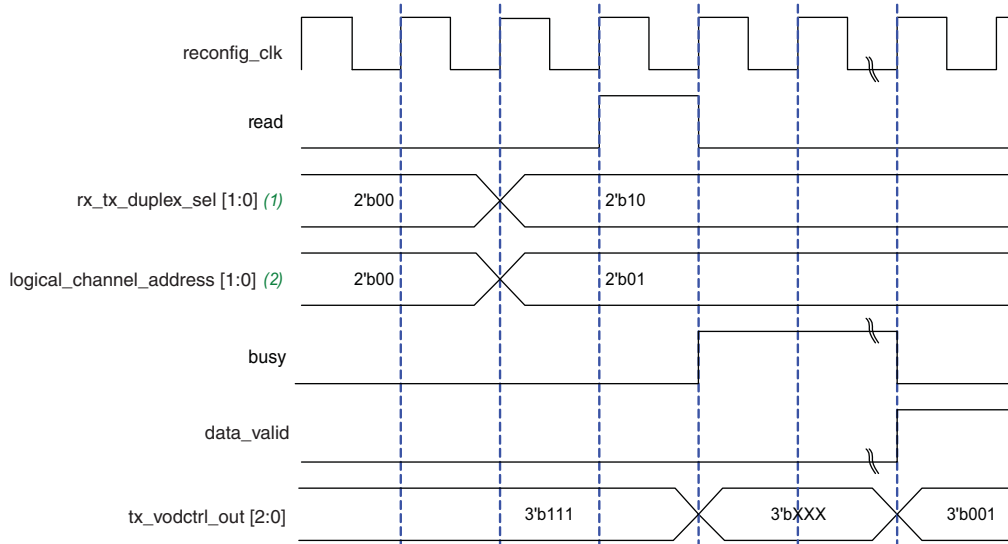 reconfig_clk
read
rx_tx_duplex_sel [1:0] (1) 2'b00 2'b10
logical_channel_address [1:0] (2) 2'b00 2'b01
busy
data_valid
tx_vodctrl_out [2:0] 3'b111 3'bXXX 3'b001